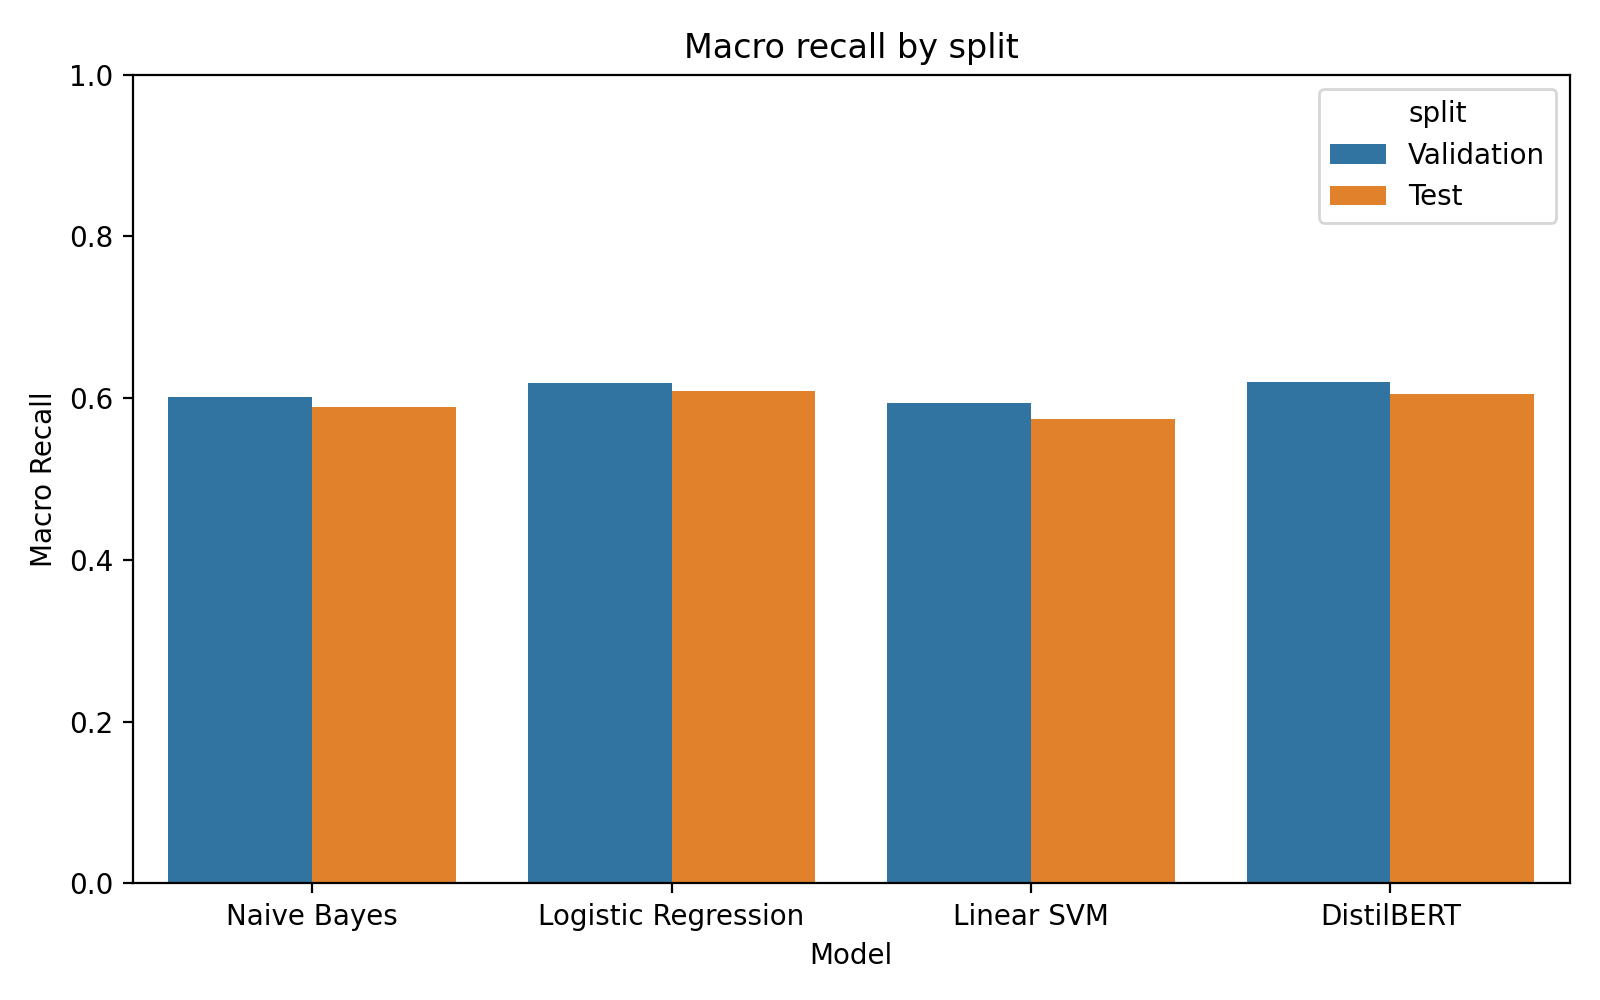 Macro recall by split
1.0
0.8
0.6
0.4
0.2
0.0
Macro Recall
split
Validation
Test
Naive Bayes
Logistic Regression
Linear SVM
DistilBERT
Model